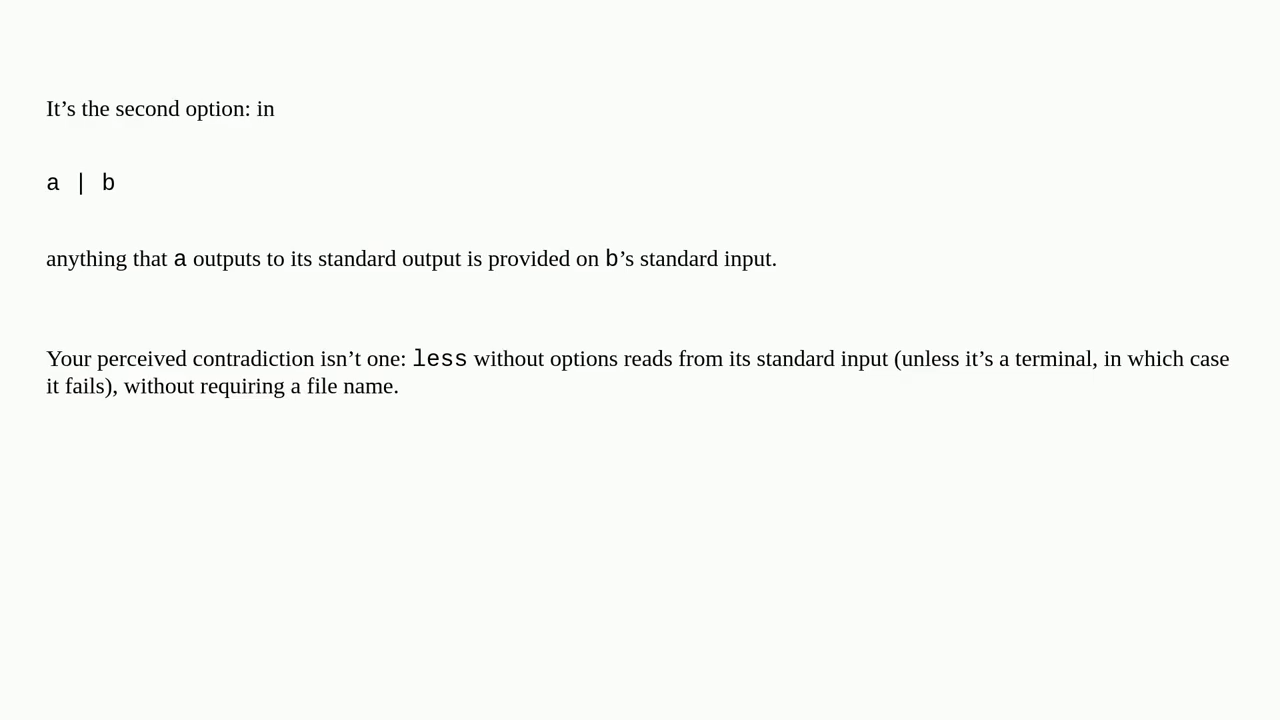 It’s the second option: in
a | b
anything that a outputs to its standard output is provided on b’s standard input.
Your perceived contradiction isn’t one: less without options reads from its standard input (unless it’s a terminal, in which case
it fails), without requiring a file name.